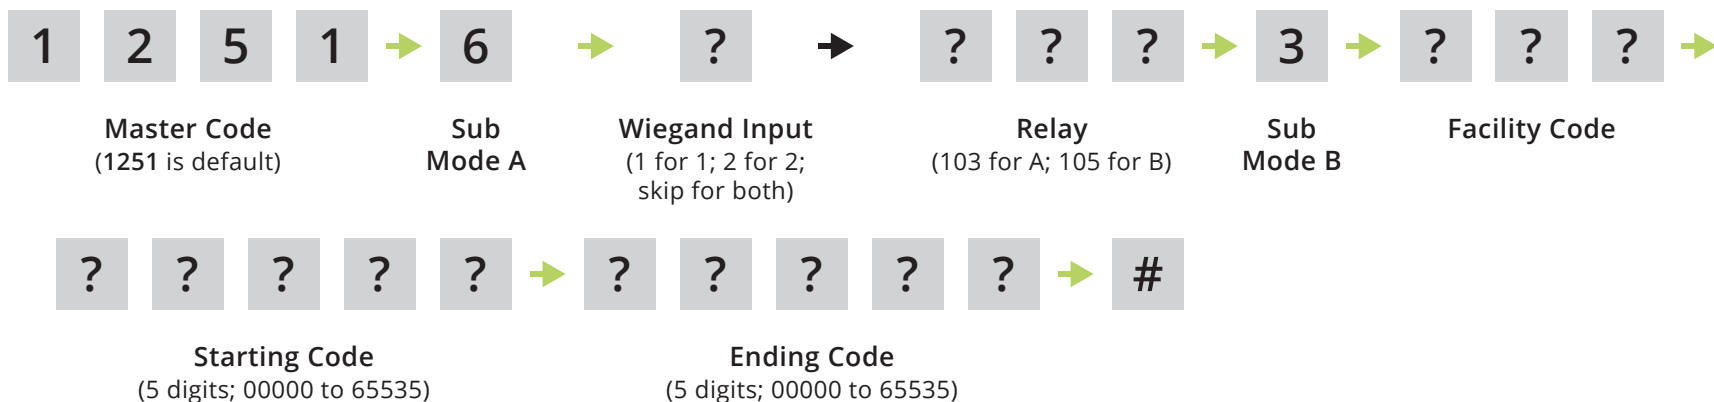 1 2 5 1 6 ? ? ? ? 3 ? ? ?
Master Code Sub Wiegand Input Relay Sub Facility Code
(1251 is default) Mode A (1 for 1; 2 for 2; (103 for A; 105 for B) Mode B
skip for both)
? ? ? ? ? ? ? ? ? ? #
Starting Code Ending Code
(5 digits; 00000 to 65535) (5 digits; 00000 to 65535)